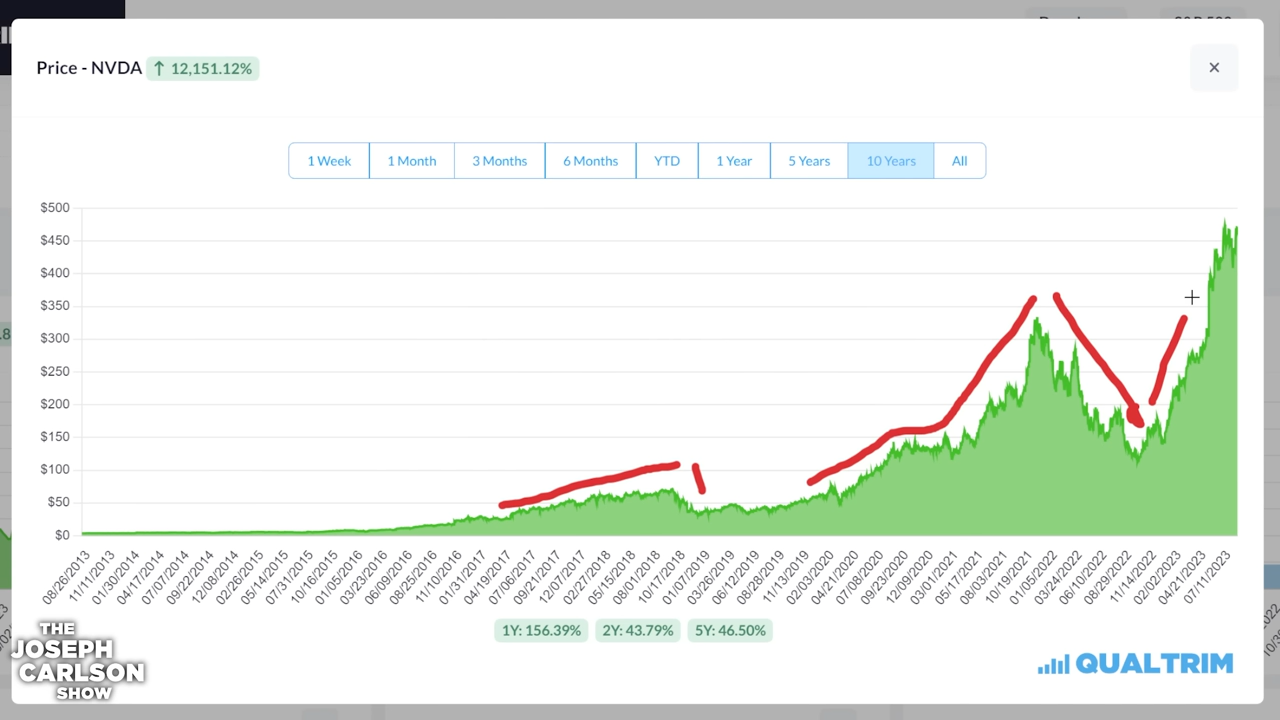 Price - NVDA ↑ 12,151.12%
×
1 Week 1 Month 3 Months 6 Months YTD 1 Year 5 Years 10 Years All
$500
$450
$400
$350
$300
$250
$200
$150
$100
$50
$0
08/26/2013 11/11/2013 01/30/2014 04/17/2014 07/07/2014 09/22/2014 12/08/2014 02/26/2015 05/14/2015 07/31/2015 10/16/2015 01/05/2016 03/23/2016 06/09/2016 08/25/2016 11/10/2016 01/31/2017 04/19/2017 07/06/2017 09/21/2017 12/07/2017 02/27/2018 05/15/2018 08/01/2018 10/17/2018 01/07/2019 03/26/2019 06/12/2019 08/28/2019 11/13/2019 02/03/2020 04/21/2020 07/08/2020 09/23/2020 12/09/2020 03/01/2021 05/17/2021 08/03/2021 10/19/2021 01/05/2022 03/24/2022 06/10/2022 08/29/2022 11/14/2022 02/02/2023 04/21/2023 07/11/2023
1Y: 156.39% 2Y: 43.79% 5Y: 46.50%
THE
JOSEPH
CARLSON
SHOW
QUALTRIM